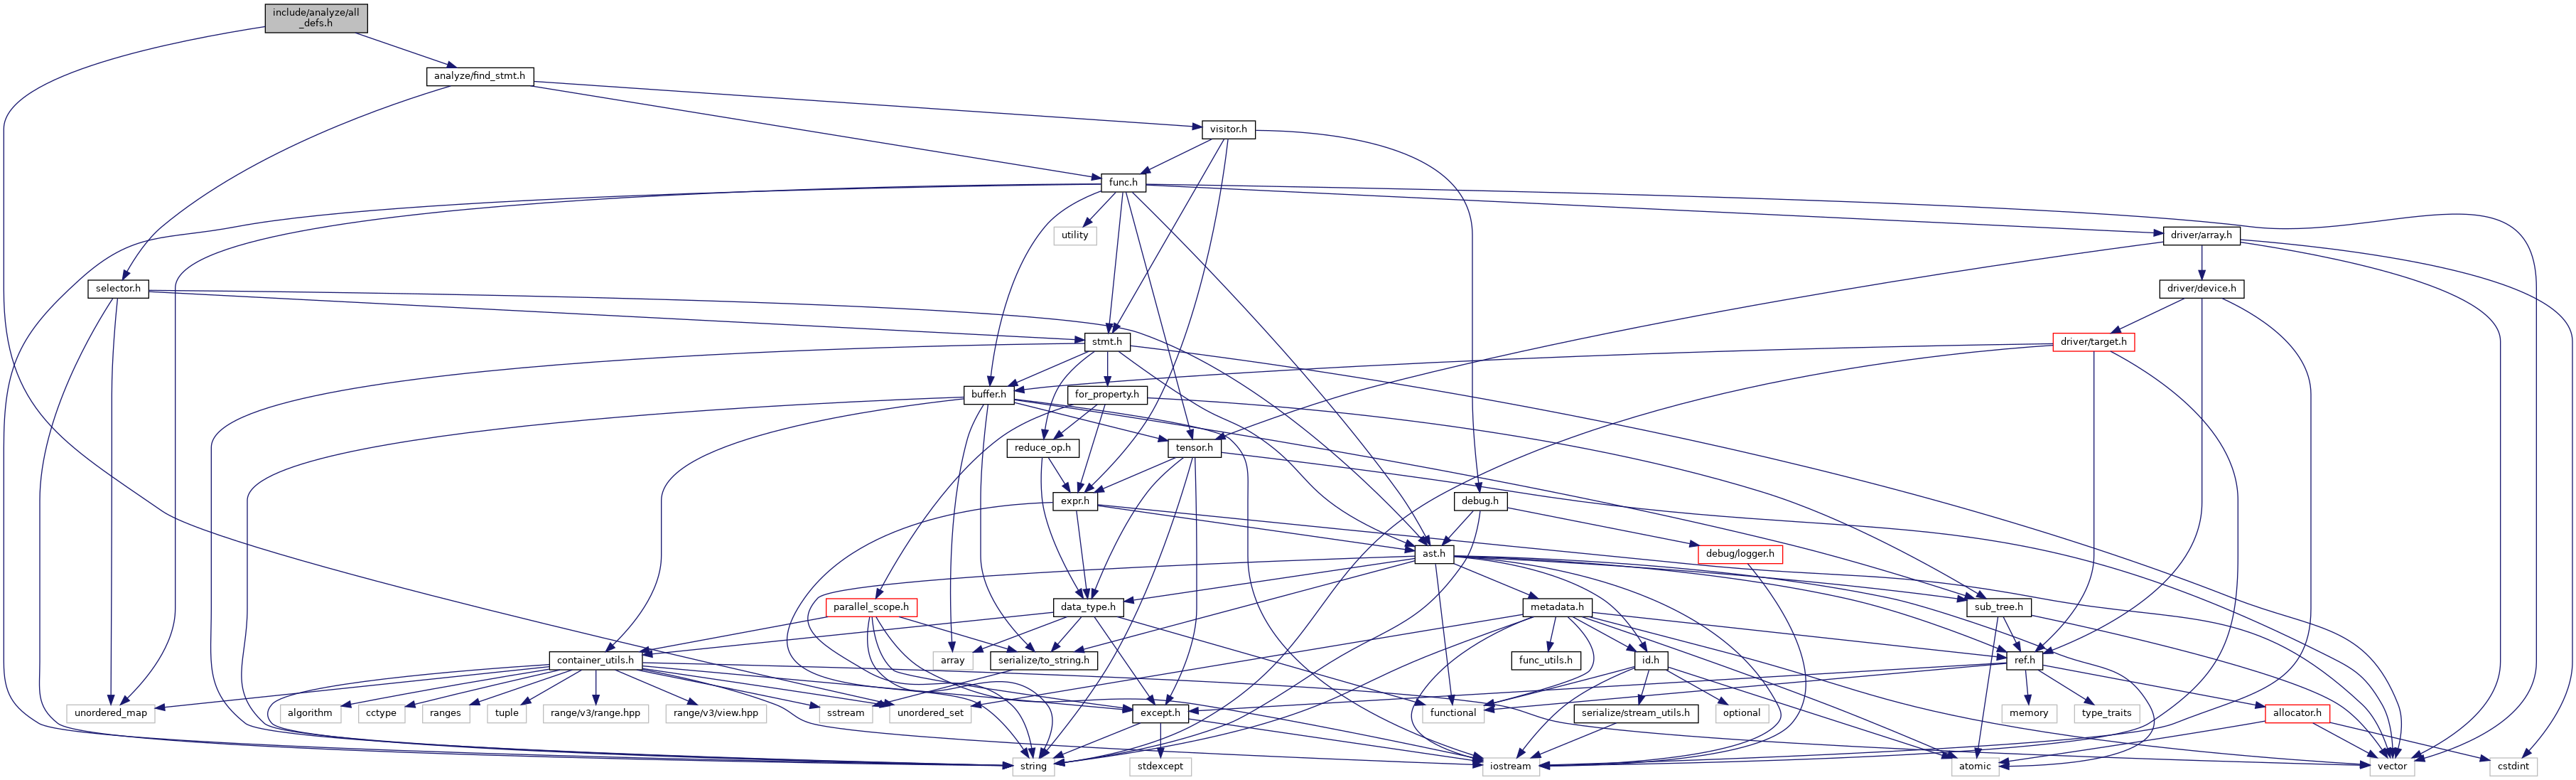 include/analyze/all
_defs.h
analyze/find_stmt.h
visitor.h
func.h
utility
driver/array.h
selector.h
driver/device.h
stmt.h
driver/target.h
buffer.h
for_property.h
reduce_op.h
tensor.h
expr.h
debug.h
ast.h
debug/logger.h
parallel_scope.h
data_type.h
metadata.h
sub_tree.h
container_utils.h
array
serialize/to_string.h
func_utils.h
id.h
ref.h
unordered_map
algorithm
cctype
ranges
tuple
range/v3/range.hpp
range/v3/view.hpp
sstream
unordered_set
except.h
functional
serialize/stream_utils.h
optional
memory
type_traits
allocator.h
string
stdexcept
iostream
atomic
vector
cstdint